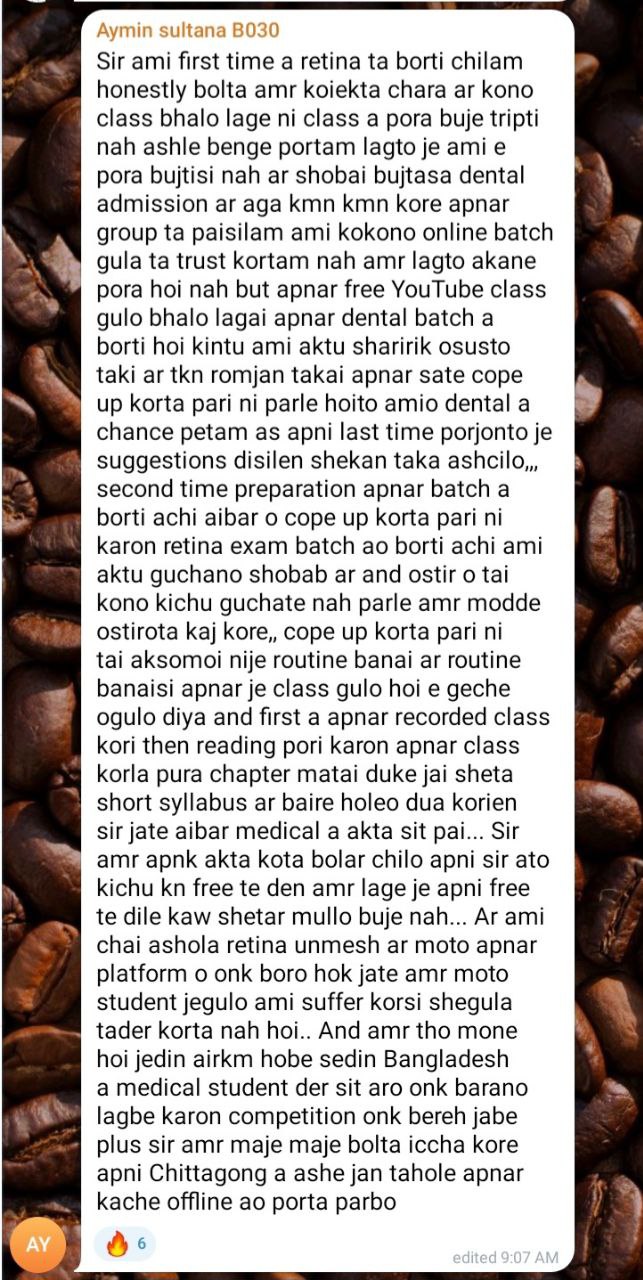 Aymin sultana B030
Sir ami first time a retina ta borti chilam
honestly bolta amr koiekta chara ar kono
class bhalo lage ni class a pora buje tripti
nah ashle benge portam lagto je ami e
pora bujtisi nah ar shobai bujtasa dental
admission ar aga kmn kmn kore apnar
group ta paisilam ami kokono online batch
gula ta trust kortam nah amr lagto akane
pora hoi nah but apnar free YouTube class
gulo bhalo lagai apnar dental batch a
borti hoi kintu ami aktu sharirik osusto
taki ar tkn romjan takai apnar sate cope
up korta pari ni parle hoito amio dental a
chance petam as apni last time porjonto je
suggestions disilen shekan taka ashcilo,,,
second time preparation apnar batch a
borti achi aibar o cope up korta pari ni
karon retina exam batch ao borti achi ami
aktu guchano shobab ar and ostir o tai
kono kichu guchate nah parle amr modde
ostirota kaj kore,, cope up korta pari ni
tai aksomoi nije routine banai ar routine
banaisi apnar je class gulo hoi e geche
ogulo diya and first a apnar recorded class
kori then reading pori karon apnar class
korla pura chapter matai duke jai sheta
short syllabus ar baire holeo dua korien
sir jate aibar medical a akta sit pai... Sir
amr apnk akta kota bolar chilo apni sir ato
kichu kn free te den amr lage je apni free
te dile kaw shetar mullo buje nah... Ar ami
chai ashola retina unmesh ar moto apnar
platform o onk boro hok jate amr moto
student jegulo ami suffer korsi shegula
tader korta nah hoi.. And amr tho mone
hoi jedin airkm hobe sedin Bangladesh
a medical student der sit aro onk barano
lagbe karon competition onk bereh jabe
plus sir amr maje maje bolta iccha kore
apni Chittagong a ashe jan tahole apnar
kache offline ao porta parbo
AY
6
edited 9:07 AM